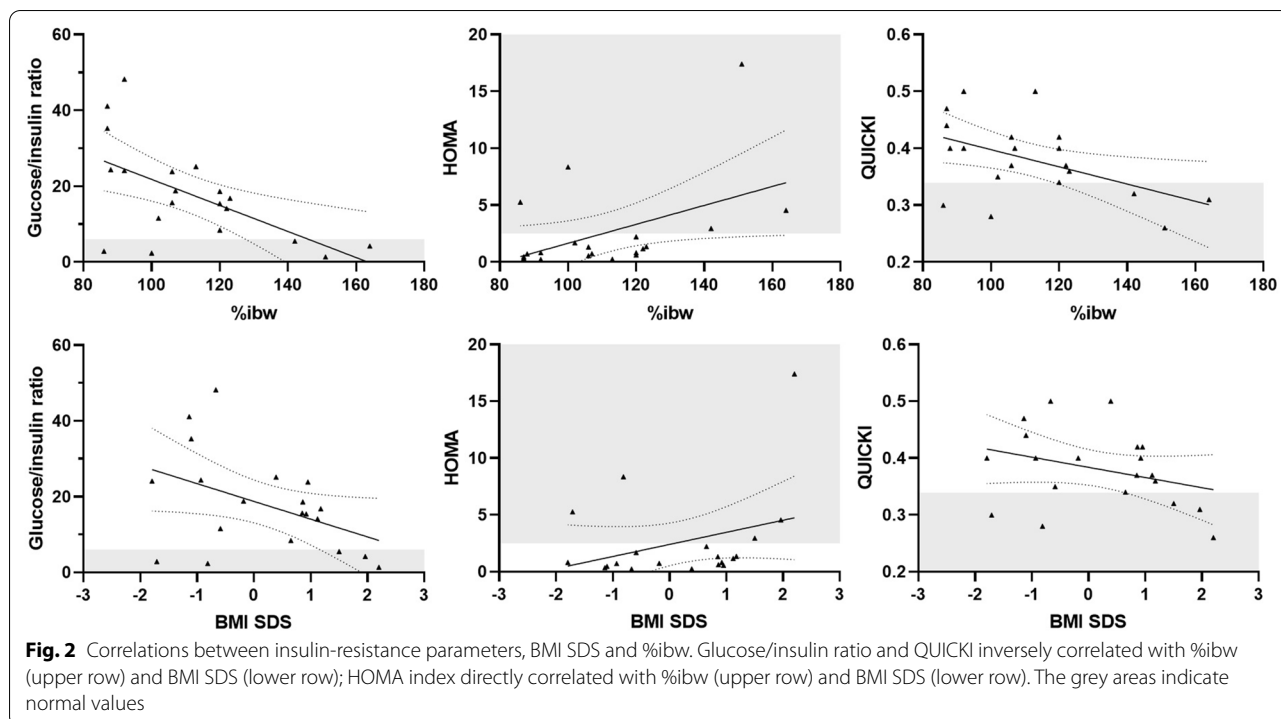 Gucose/insulin ratio
60
40
20
0
80 100 120 140 160 180
%ibw
HOMA
20
15
10
5
0
80 100 120 140 160 180
%ibw
QUICKI
0.6
0.5
0.4
0.3
0.2
80 100 120 140 160 180
%ibw
Glucose/insulin ratio
60
40
20
0
-3 -2 -1 0 1 2 3
BMI SDS
HOMA
20
15
10
5
0
-3 -2 -1 0 1 2 3
BMI SDS
QUICKI
0.6
0.5
0.4
0.3
0.2
-3 -2 -1 0 1 2 3
BMI SDS
Fig. 2 Correlations between insulin-resistance parameters, BMI SDS and %ibw. Glucose/insulin ratio and QUICKI inversely correlated with %ibw
(upper row) and BMI SDS (lower row); HOMA index directly correlated with %ibw (upper row) and BMI SDS (lower row). The grey areas indicate
normal values